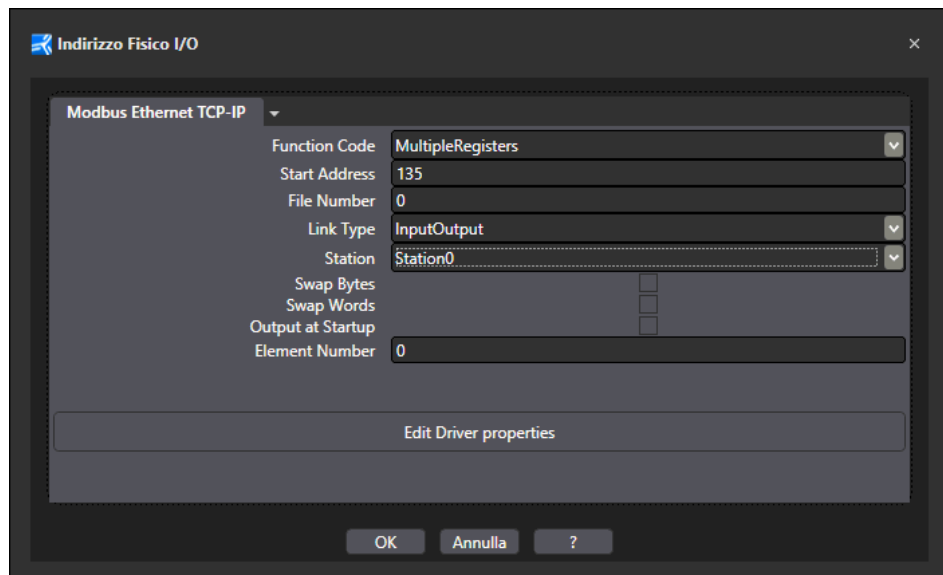 Indirizzo Fisico I/O
Modbus Ethernet TCP-IP
Function Code MultipleRegisters
Start Address 135
File Number 0
Link Type InputOutput
Station Station0
Swap Bytes
Swap Words
Output at Startup
Element Number 0
Edit Driver properties
OK Annulla ?